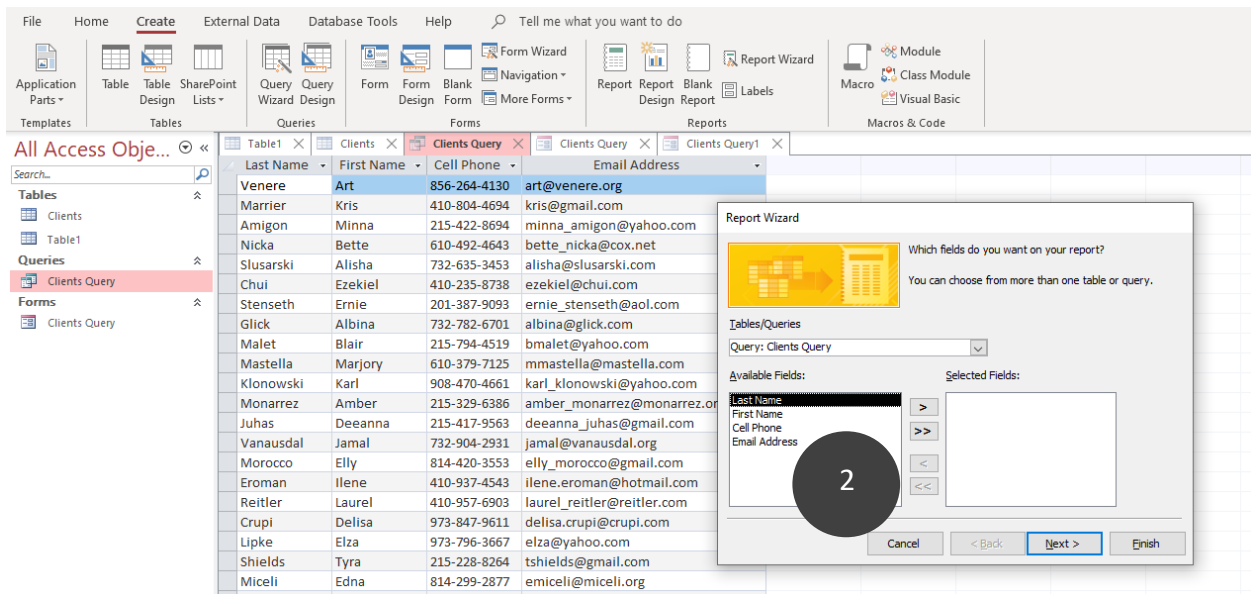 File Home Create External Data Database Tools Help Tell me what you want to do
Application Parts
Table
Table Design
SharePoint Lists
Query Wizard
Query Design
Form
Form Design
Blank Form
Form Wizard
Navigation
More Forms
Report
Report Design
Blank Report
Report Wizard
Labels
Macro
Module
Class Module
Visual Basic
Templates Tables Queries Forms Reports Macros & Code
All Access Obje... «
Search...
Tables
Clients
Table1
Queries
Clients Query
Forms
Clients Query
Table1 Clients Clients Query Clients Query Clients Query1
Last Name First Name Cell Phone Email Address
Venere Art 856-264-4130 art@venere.org
Marrier Kris 410-804-4694 kris@gmail.com
Amigon Minna 215-422-8694 minna_amigon@yahoo.com
Nicka Bette 610-492-4643 bette_nicka@cox.net
Slusarski Alisha 732-635-3453 alisha@slusarski.com
Chui Ezekiel 410-235-8738 ezekiel@chui.com
Stenseth Ernie 201-387-9093 ernie_stenseth@aol.com
Glick Albina 732-782-6701 albina@glick.com
Malet Blair 215-794-4519 bmalet@yahoo.com
Mastella Marjory 610-379-7125 mmastella@mastella.com
Klonowski Karl 908-470-4661 karl_klonowski@yahoo.com
Monarrez Amber 215-329-6386 amber_monarrez@monarrez.or
Juhas Deeanna 215-417-9563 deeanna_juhas@gmail.com
Vanausdal Jamal 732-904-2931 jamal@vanausdal.org
Morocco Elly 814-420-3553 elly_morocco@gmail.com
Eroman Ilene 410-937-4543 ilene.eroman@hotmail.com
Reitler Laurel 410-957-6903 laurel_reitler@reitler.com
Crupi Delisa 973-847-9611 delisa.crupi@crupi.com
Lipke Elza 973-796-3667 elza@yahoo.com
Shields Tyra 215-228-8264 tshields@gmail.com
Miceli Edna 814-299-2877 emiceli@miceli.org
Report Wizard
Which fields do you want on your report?
You can choose from more than one table or query.
Tables/Queries
Query: Clients Query
Available Fields: Selected Fields:
Last Name
First Name
Cell Phone
Email Address
>
>>
<
<<
2
Cancel < Back Next > Finish